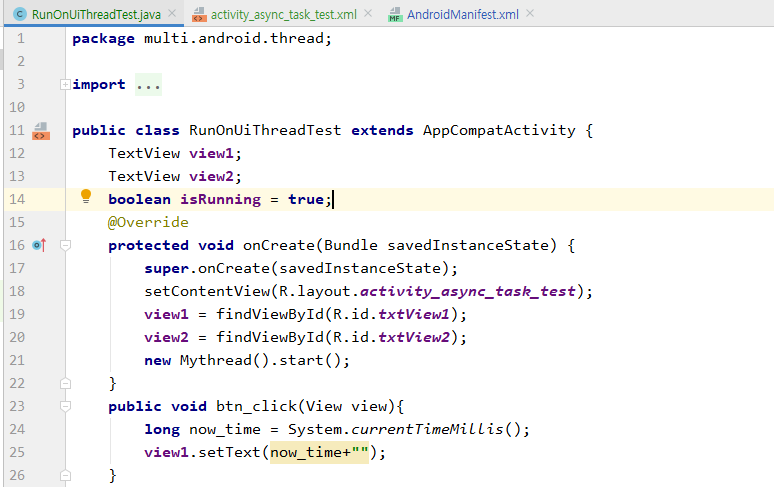 RunOnUiThreadTest.java activity_async_task_test.xml AndroidManifest.xml
1 package multi.android.thread;
2
3 import ...
10
11 public class RunOnUiThreadTest extends AppCompatActivity {
12 TextView view1;
13 TextView view2;
14 boolean isRunning = true;
15 @Override
16 protected void onCreate(Bundle savedInstanceState) {
17 super.onCreate(savedInstanceState);
18 setContentView(R.layout.activity_async_task_test);
19 view1 = findViewById(R.id.txtView1);
20 view2 = findViewById(R.id.txtView2);
21 new Mythread().start();
22 }
23 public void btn_click(View view){
24 long now_time = System.currentTimeMillis();
25 view1.setText(now_time+"");
26 }